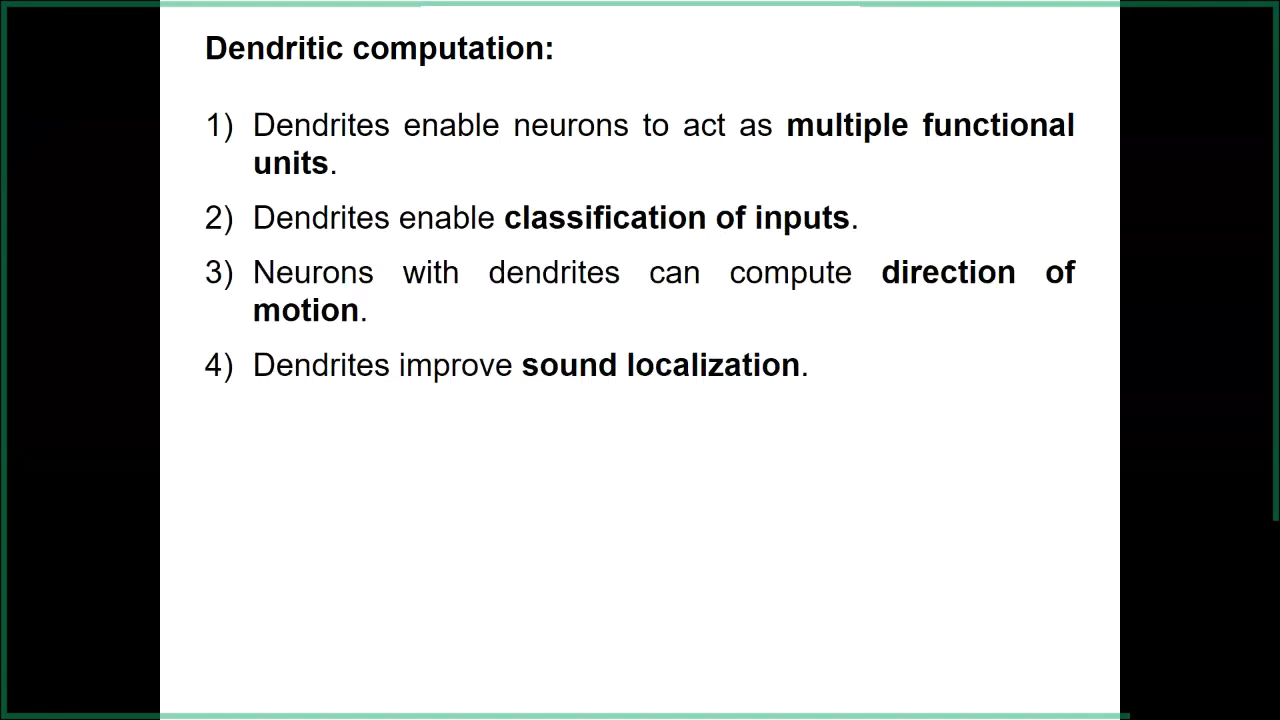 Dendritic computation:
1) Dendrites enable neurons to act as multiple functional
units.
2) Dendrites enable classification of inputs.
3) Neurons with dendrites can compute direction of
motion.
4) Dendrites improve sound localization.